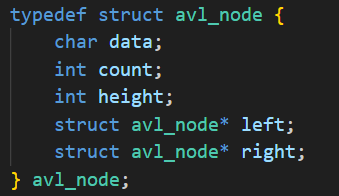 typedef struct avl_node {
    char data;
    int count;
    int height;
    struct avl_node* left;
    struct avl_node* right;
} avl_node;